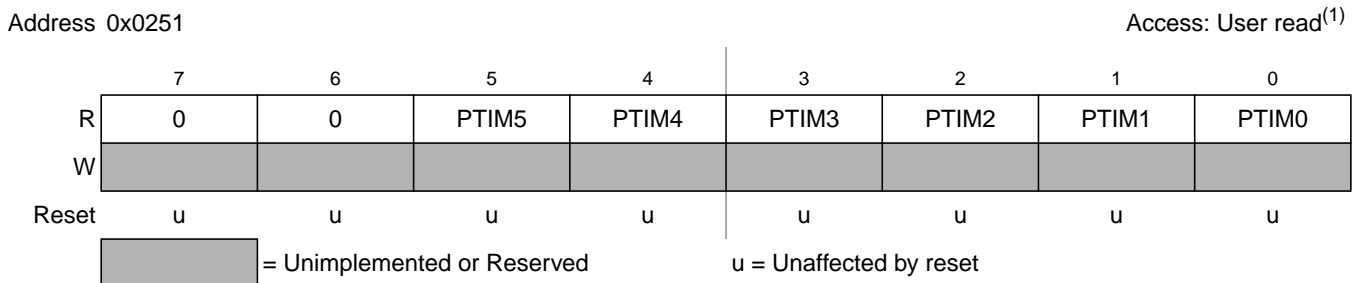 Address 0x0251 Access: User read(1)
7 6 5 4 3 2 1 0
R 0 0 PTIM5 PTIM4 PTIM3 PTIM2 PTIM1 PTIM0
W
Reset u u u u u u u u
= Unimplemented or Reserved u = Unaffected by reset